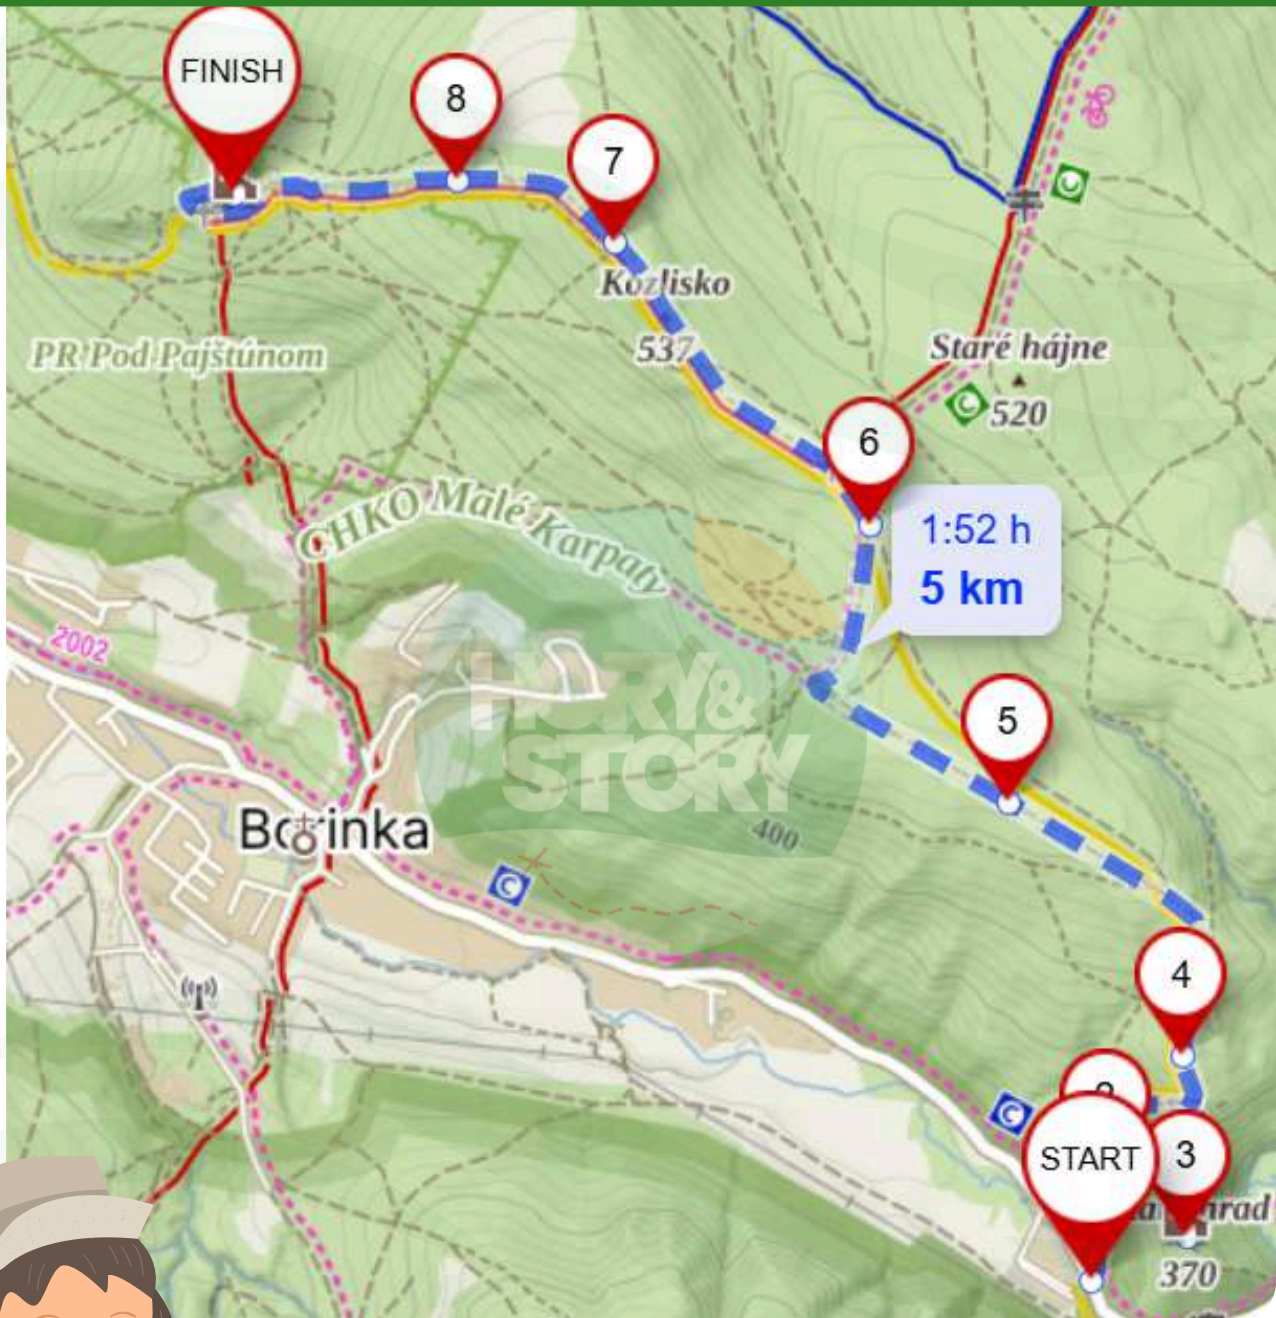 FINISH
8
7
Kozlisko
537
PR Pod Pajštúnom
Staré hájne
520
6
CHKO Malé Karpaty
1:52 h
5 km
2002
HORY&
STORY
5
Borinka
400
4
START
3
370